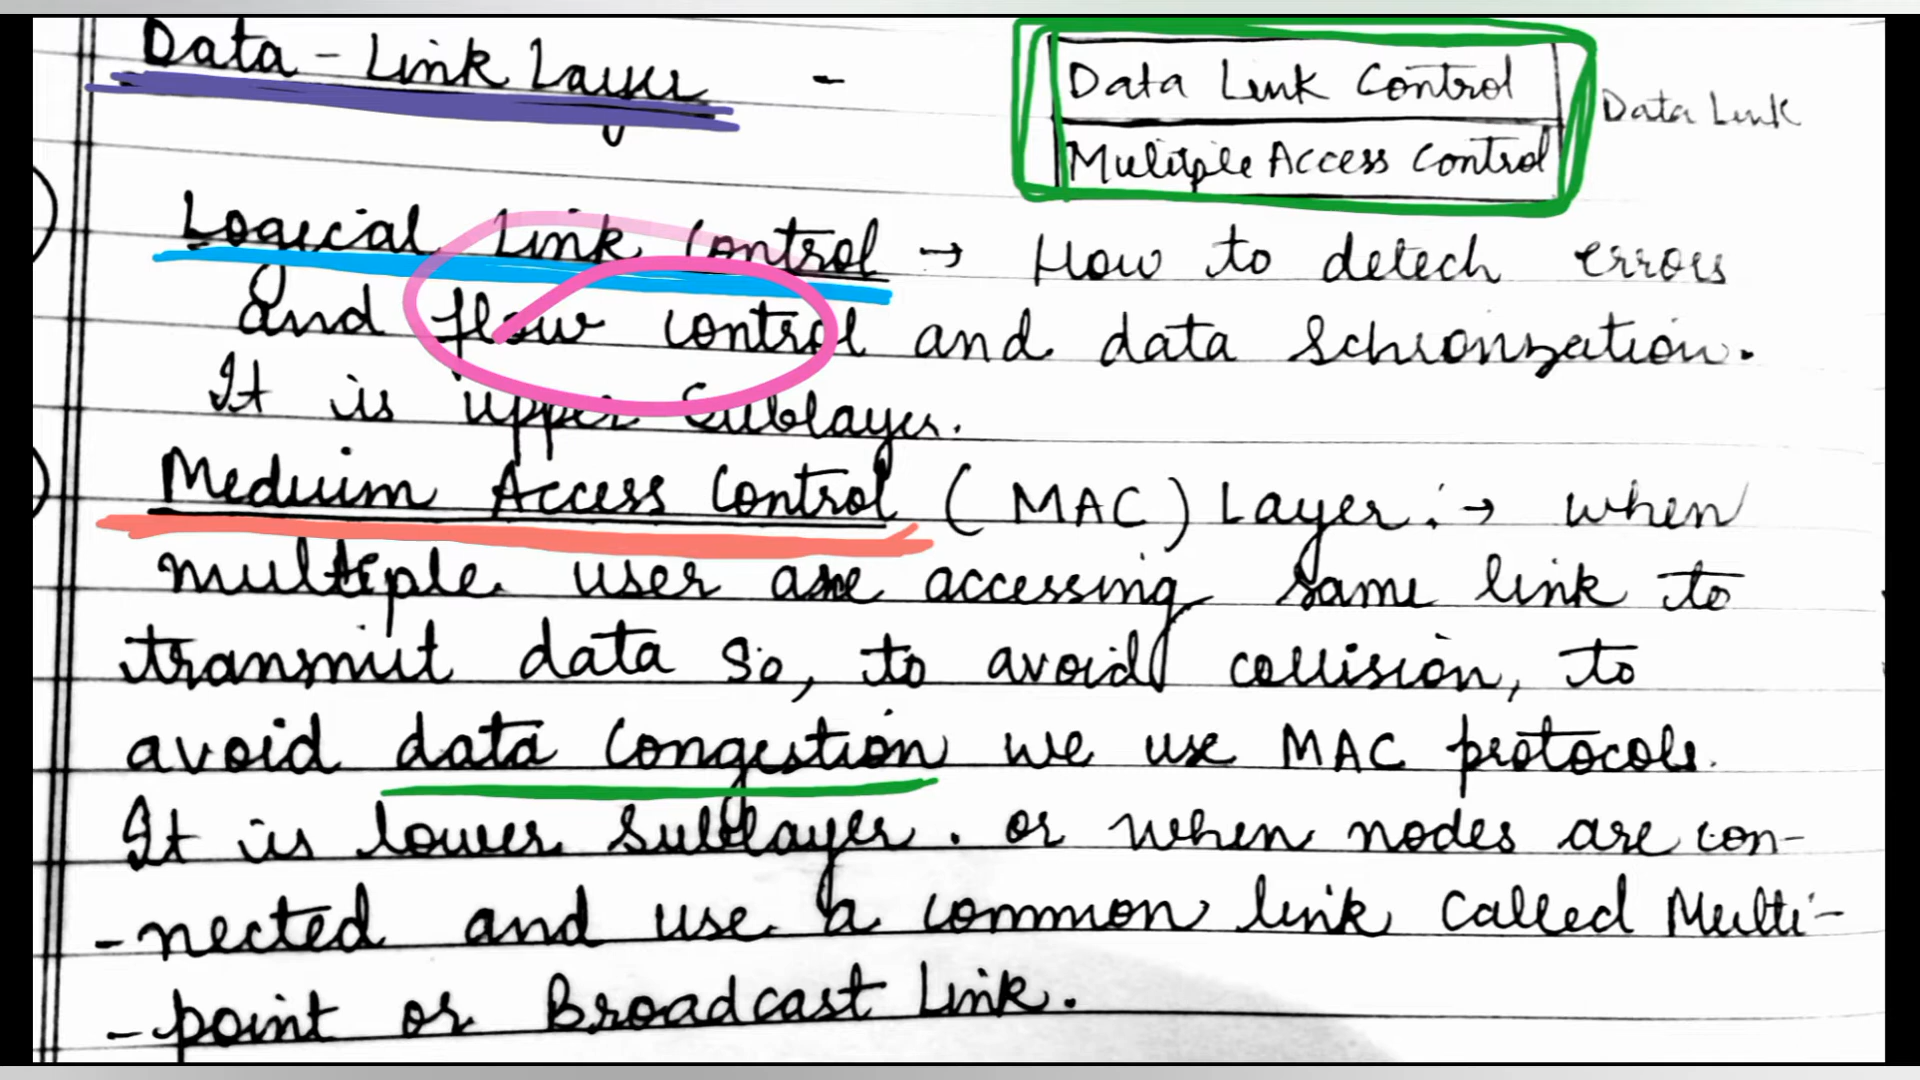 Data - Link Layer -
Data Link Control
Multiple Access Control
Data Link
Logical Link Control → How to detech errors
and flow control and data Schronzation.
It is upper Sublayer.
Meduim Access Control (MAC) Layer :→ when
multiple user are accessing same link to
transmit data so, to avoid collision, to
avoid data congestion we use MAC protocols.
It is lower Sublayer. or when nodes are con-
-nected and use a common link called Multi-
-point or Broadcast Link.